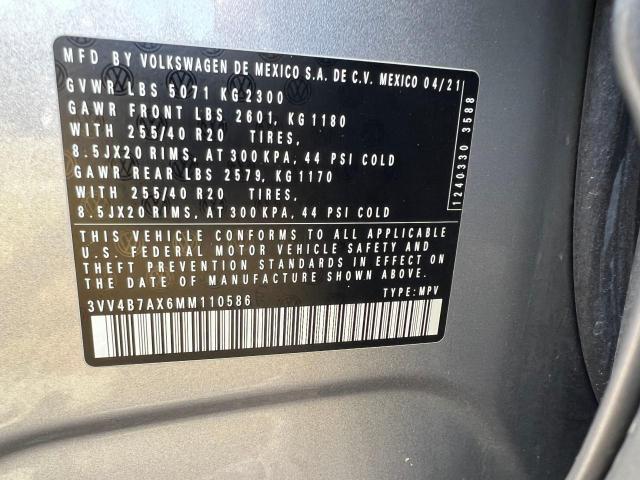 MFD BY VOLKSWAGEN DE MEXICO S.A. DE C.V. MEXICO 04/21
GVWR LBS 5071 KG 2300
GAWR FRONT LBS 2601, KG 1180
WITH 255/40 R20 TIRES,
8.5JX20 RIMS, AT 300 KPA, 44 PSI COLD
GAWR REAR LBS 2579, KG 1170
WITH 255/40 R20 TIRES,
8.5JX20 RIMS, AT 300 KPA, 44 PSI COLD
THIS VEHICLE CONFORMS TO ALL APPLICABLE
U.S. FEDERAL MOTOR VEHICLE SAFETY AND
THEFT PREVENTION STANDARDS IN EFFECT ON
THE DATE OF MANUFACTURE SHOWN ABOVE.
3VV4B7AX6MM110586 TYPE: MPV
1240330 3588